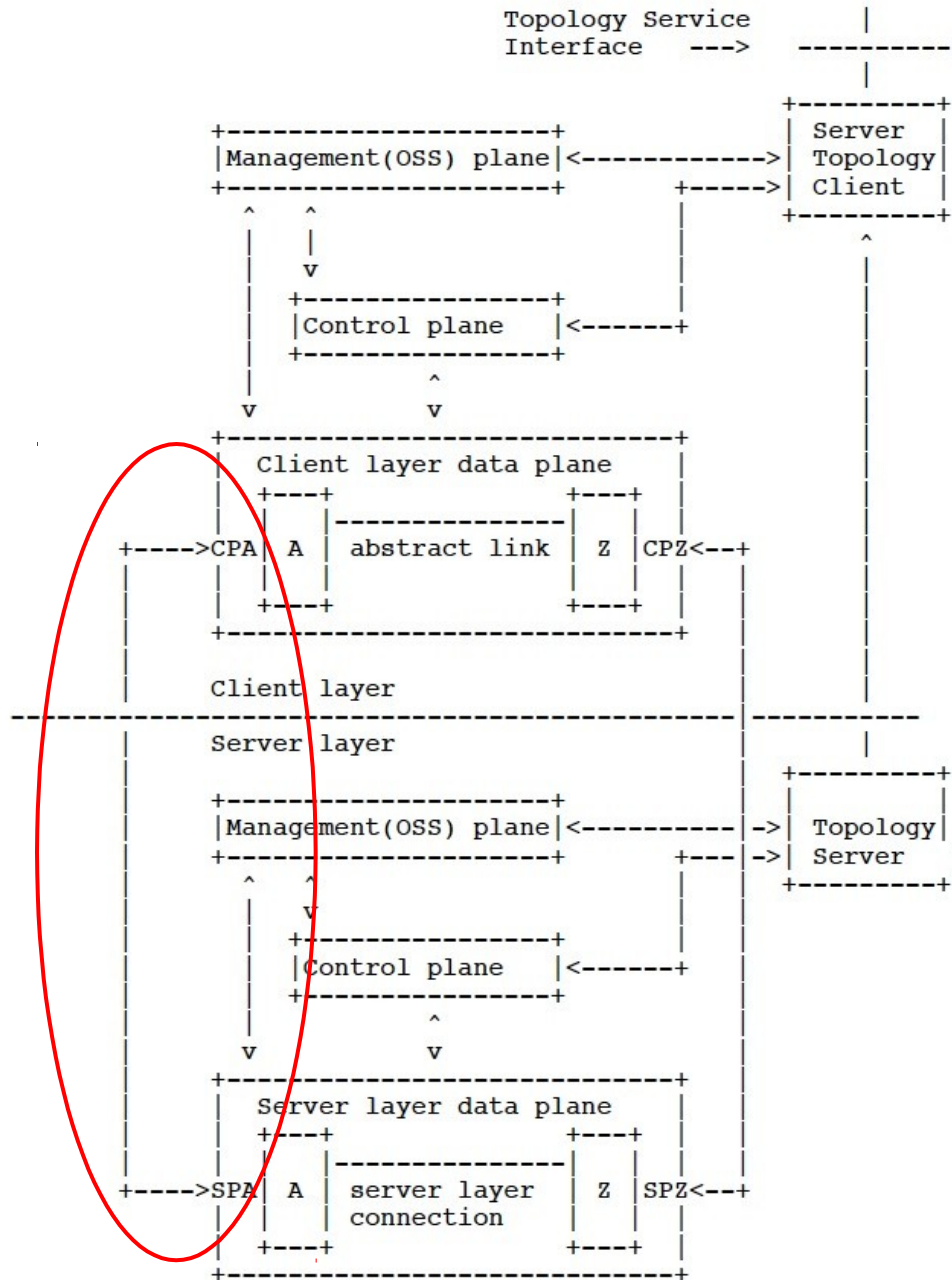 Topology Service
Interface --->
Server
Management(OSS) plane Topology
Client
Control plane
Client layer data plane
CPA A abstract link Z CPZ
Client layer
Server layer
Management(OSS) plane Topology
Server
Control plane
Server layer data plane
SPA A server layer Z SPZ
connection